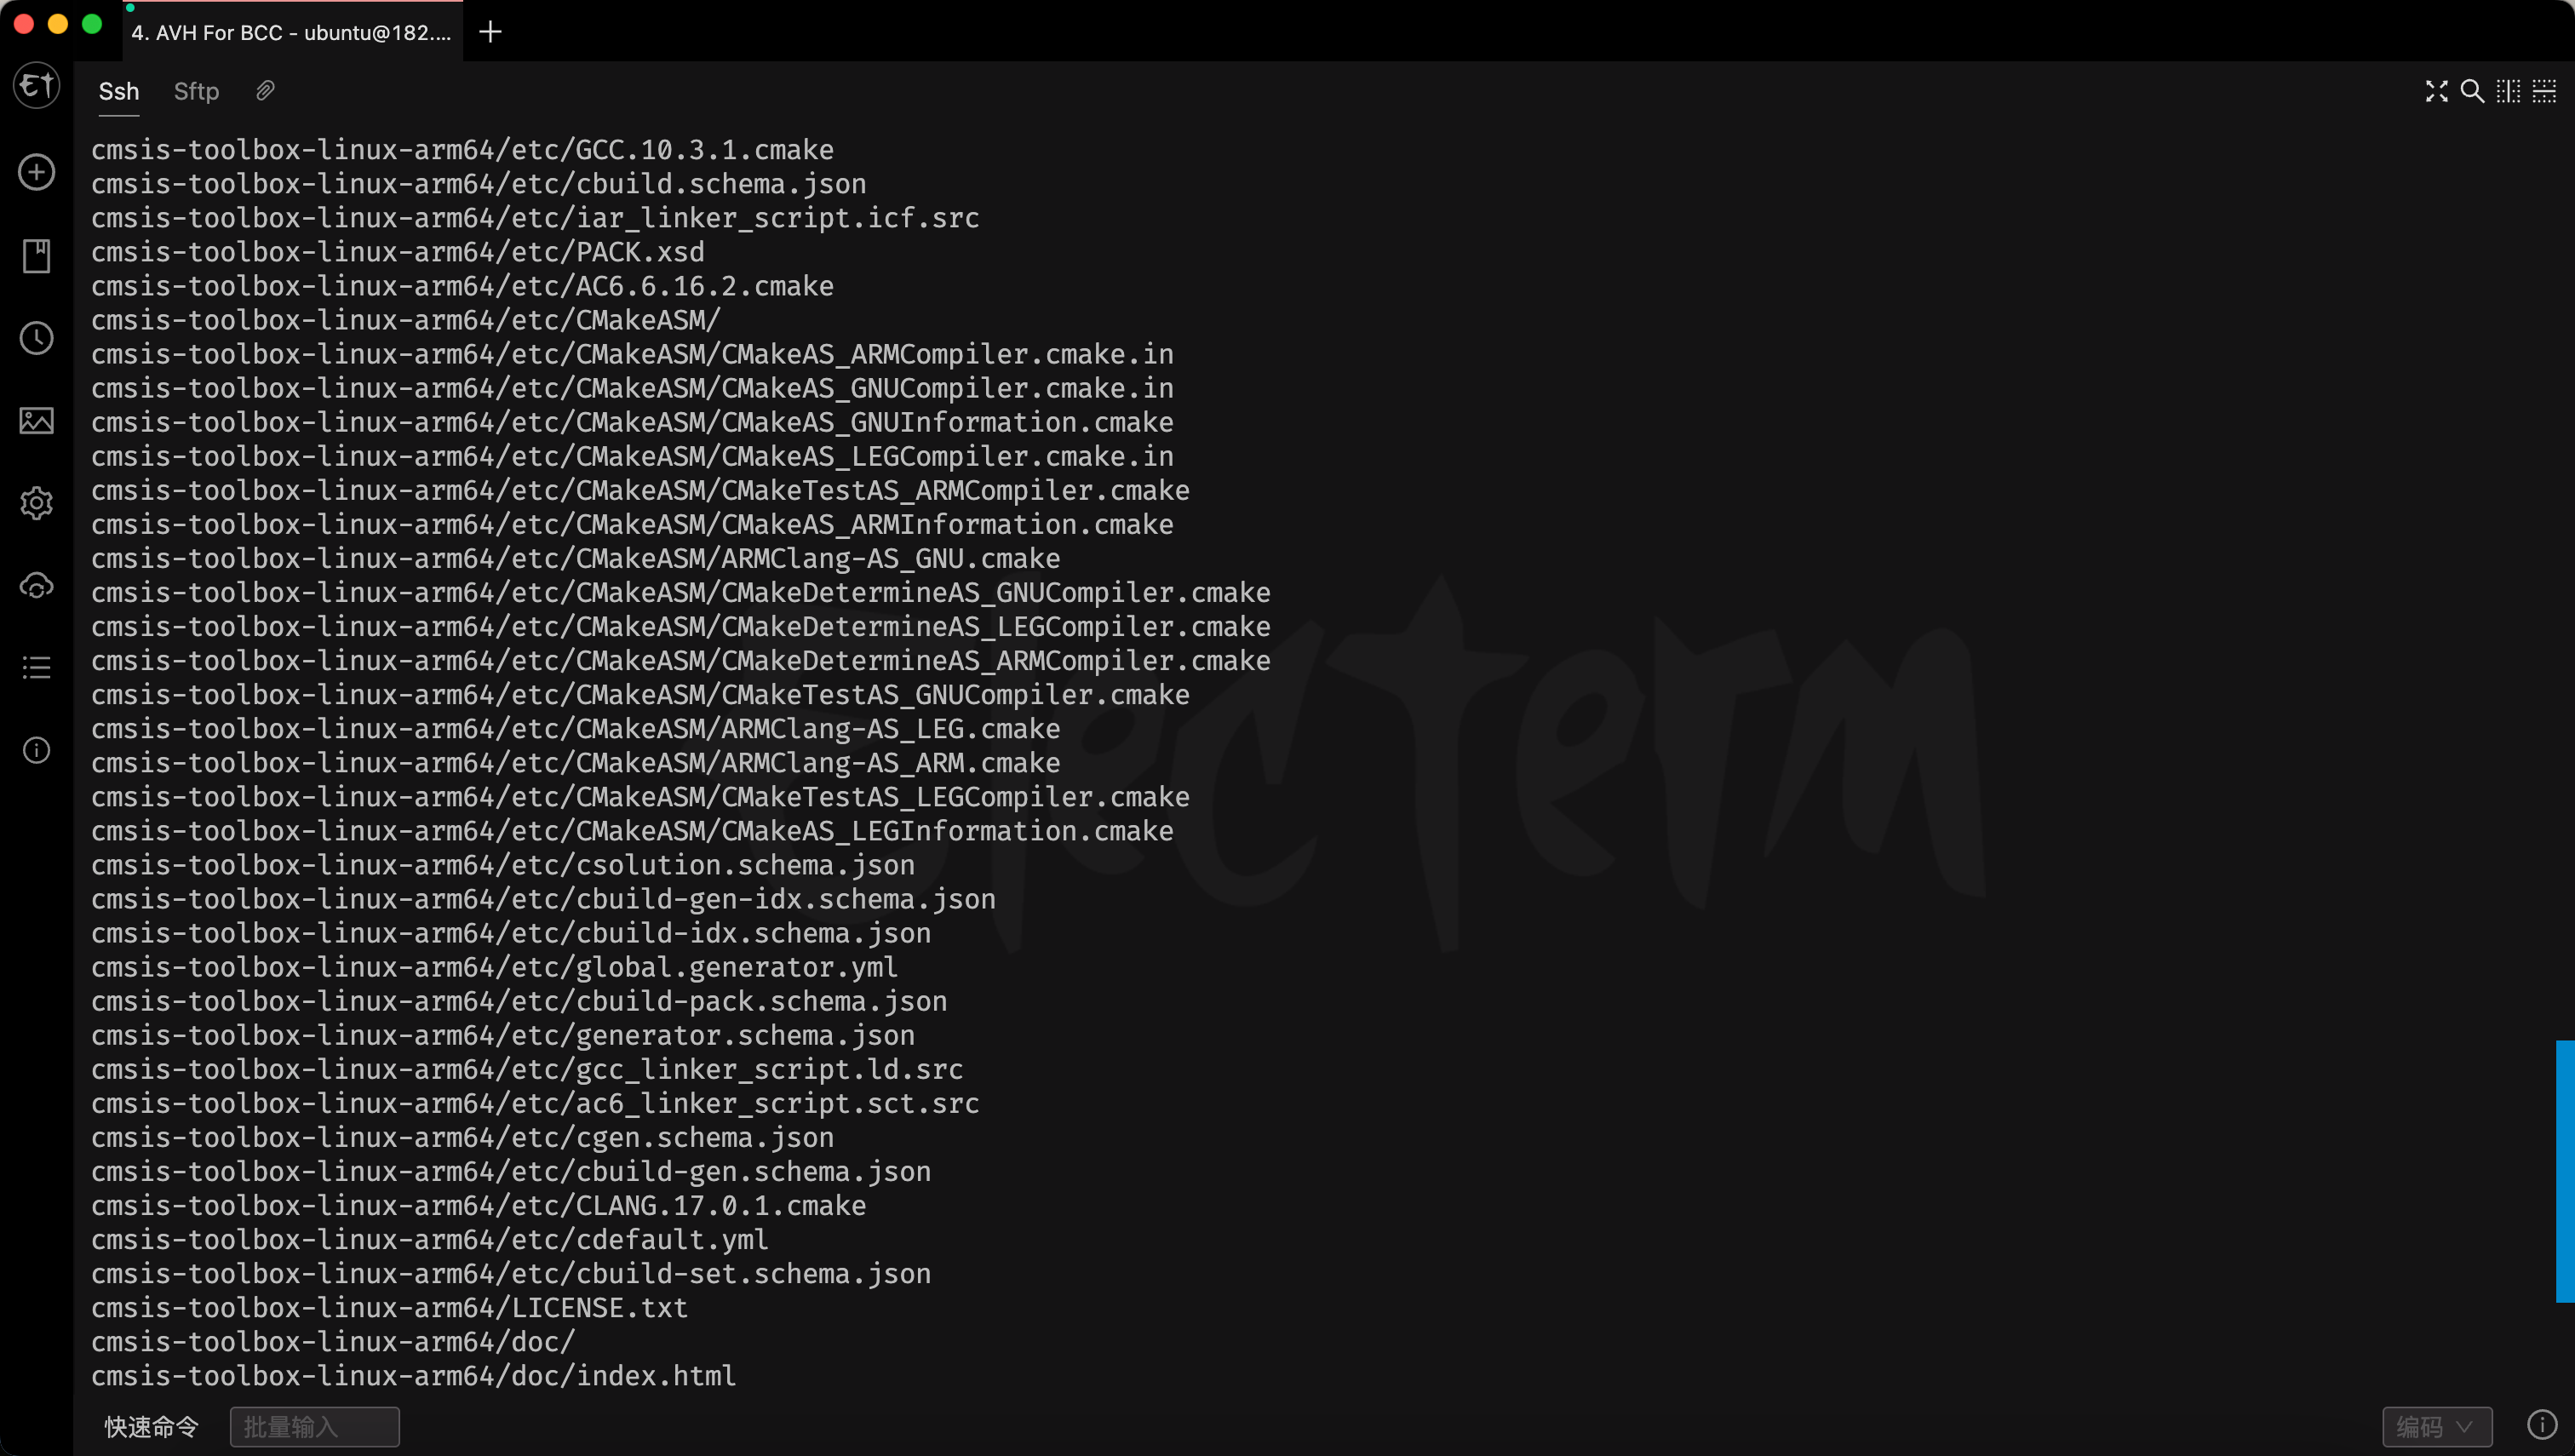 4. AVH For BCC - ubuntu@182....
Ssh
Sftp
cmsis-toolbox-linux-arm64/etc/GCC.10.3.1.cmake
cmsis-toolbox-linux-arm64/etc/cbuild.schema.json
cmsis-toolbox-linux-arm64/etc/iar_linker_script.icf.src
cmsis-toolbox-linux-arm64/etc/PACK.xsd
cmsis-toolbox-linux-arm64/etc/AC6.6.16.2.cmake
cmsis-toolbox-linux-arm64/etc/CMakeASM/
cmsis-toolbox-linux-arm64/etc/CMakeASM/CMakeAS_ARMCompiler.cmake.in
cmsis-toolbox-linux-arm64/etc/CMakeASM/CMakeAS_GNUCompiler.cmake.in
cmsis-toolbox-linux-arm64/etc/CMakeASM/CMakeAS_GNUInformation.cmake
cmsis-toolbox-linux-arm64/etc/CMakeASM/CMakeAS_LEGCompiler.cmake.in
cmsis-toolbox-linux-arm64/etc/CMakeASM/CMakeTestAS_ARMCompiler.cmake
cmsis-toolbox-linux-arm64/etc/CMakeASM/CMakeAS_ARMInformation.cmake
cmsis-toolbox-linux-arm64/etc/CMakeASM/ARMClang-AS_GNU.cmake
cmsis-toolbox-linux-arm64/etc/CMakeASM/CMakeDetermineAS_GNUCompiler.cmake
cmsis-toolbox-linux-arm64/etc/CMakeASM/CMakeDetermineAS_LEGCompiler.cmake
cmsis-toolbox-linux-arm64/etc/CMakeASM/CMakeDetermineAS_ARMCompiler.cmake
cmsis-toolbox-linux-arm64/etc/CMakeASM/CMakeTestAS_GNUCompiler.cmake
cmsis-toolbox-linux-arm64/etc/CMakeASM/ARMClang-AS_LEG.cmake
cmsis-toolbox-linux-arm64/etc/CMakeASM/ARMClang-AS_ARM.cmake
cmsis-toolbox-linux-arm64/etc/CMakeASM/CMakeTestAS_LEGCompiler.cmake
cmsis-toolbox-linux-arm64/etc/CMakeASM/CMakeAS_LEGInformation.cmake
cmsis-toolbox-linux-arm64/etc/csolution.schema.json
cmsis-toolbox-linux-arm64/etc/cbuild-gen-idx.schema.json
cmsis-toolbox-linux-arm64/etc/cbuild-idx.schema.json
cmsis-toolbox-linux-arm64/etc/global.generator.yml
cmsis-toolbox-linux-arm64/etc/cbuild-pack.schema.json
cmsis-toolbox-linux-arm64/etc/generator.schema.json
cmsis-toolbox-linux-arm64/etc/gcc_linker_script.ld.src
cmsis-toolbox-linux-arm64/etc/ac6_linker_script.sct.src
cmsis-toolbox-linux-arm64/etc/cgen.schema.json
cmsis-toolbox-linux-arm64/etc/cbuild-gen.schema.json
cmsis-toolbox-linux-arm64/etc/CLANG.17.0.1.cmake
cmsis-toolbox-linux-arm64/etc/cdefault.yml
cmsis-toolbox-linux-arm64/etc/cbuild-set.schema.json
cmsis-toolbox-linux-arm64/LICENSE.txt
cmsis-toolbox-linux-arm64/doc/
cmsis-toolbox-linux-arm64/doc/index.html
Electerm
快速命令
批量输入
编码